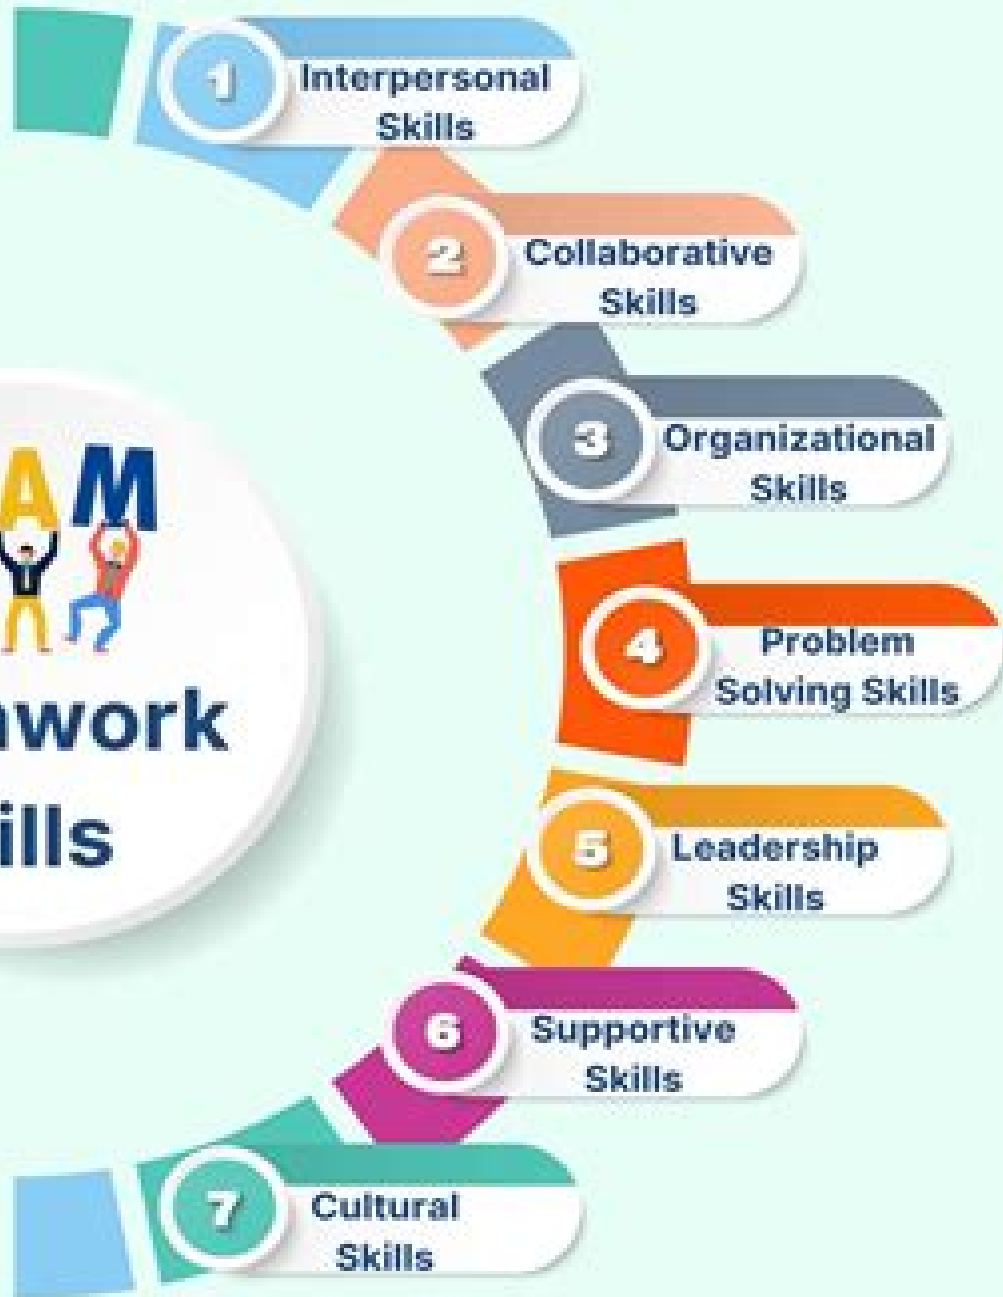 1
Interpersonal
Skills
2
Collaborative
Skills
3
Organizational
Skills
AM
4
Problem
Solving Skills
work
ills
5
Leadership
Skills
6
Supportive
Skills
7
Cultural
Skills